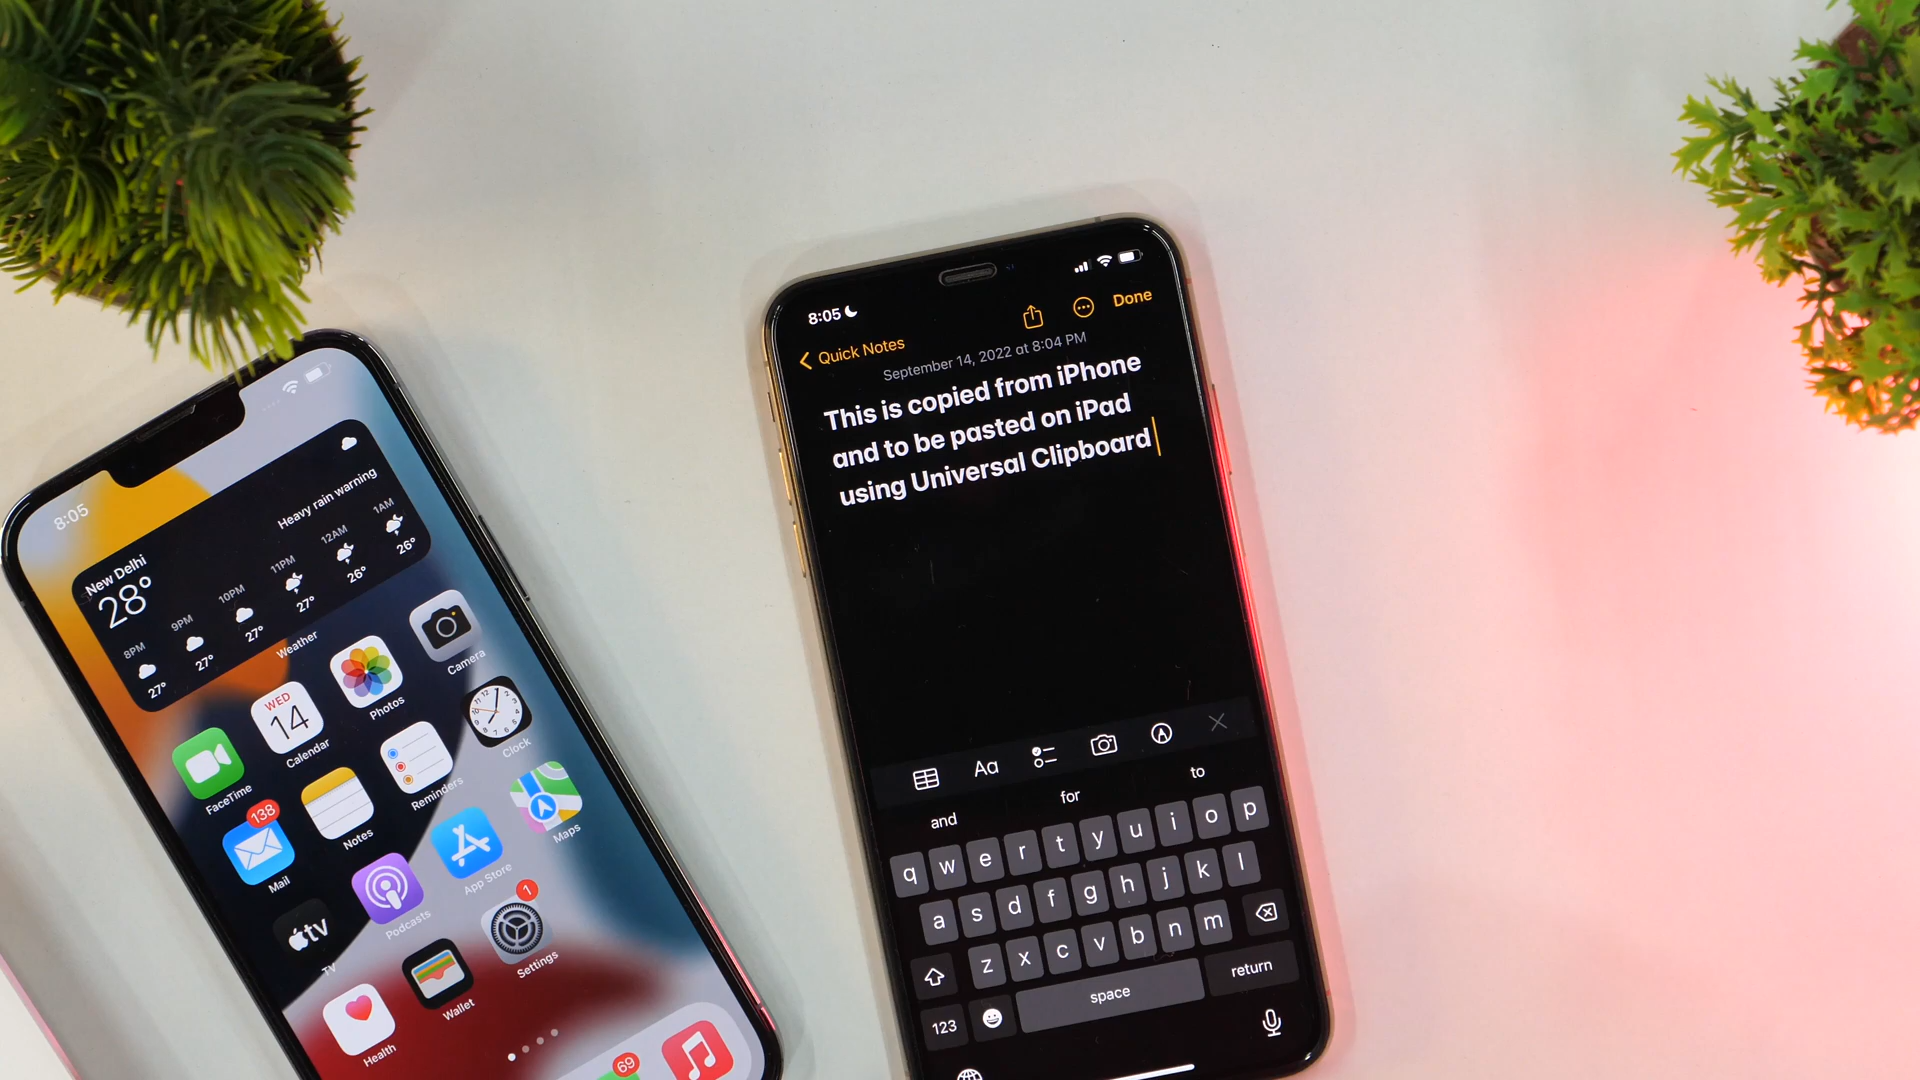 8:05
Heavy rain warning
New Delhi
28°
8PM
9PM
10PM
11PM
12AM
1AM
27°
27°
27°
27°
26°
26°
Weather
FaceTime
WED
14
Calendar
Photos
Camera
138
Mail
Notes
Reminders
Clock
tv
TV
Podcasts
App Store
Maps
Health
Wallet
1
Settings
69
8:05
Done
Quick Notes
September 14, 2022 at 8:04 PM
This is copied from iPhone
and to be pasted on iPad
using Universal Clipboard
Aa
and for to
q w e r t y u i o p
a s d f g h j k l
z x c v b n m
123 space return